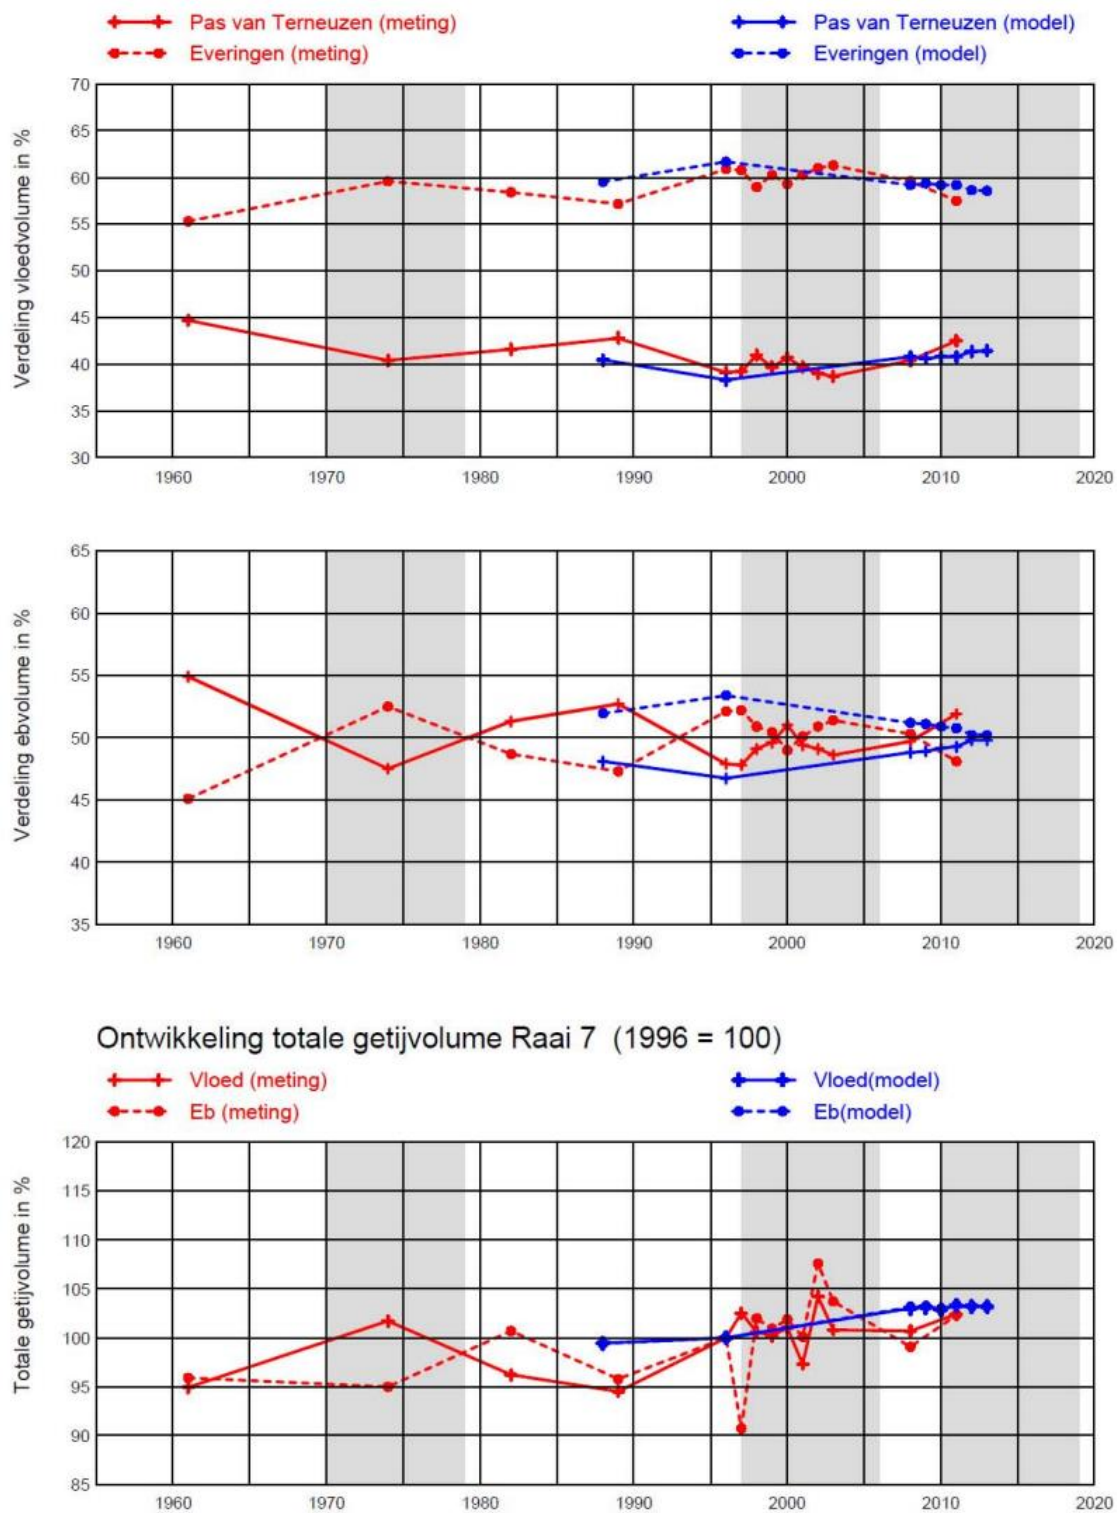 Pas van Terneuzen (meting) Pas van Terneuzen (model)
Everingen (meting) Everingen (model)
Verdeling vloedvolume in %
70
65
60
55
50
45
40
35
30
1960 1970 1980 1990 2000 2010 2020
Verdeling ebvolume in %
65
60
55
50
45
40
35
1960 1970 1980 1990 2000 2010 2020
Ontwikkeling totale getijvolume Raai 7 (1996 = 100)
Vloed (meting) Vloed(model)
Eb (meting) Eb(model)
Totale getijvolume in %
120
115
110
105
100
95
90
85
1960 1970 1980 1990 2000 2010 2020